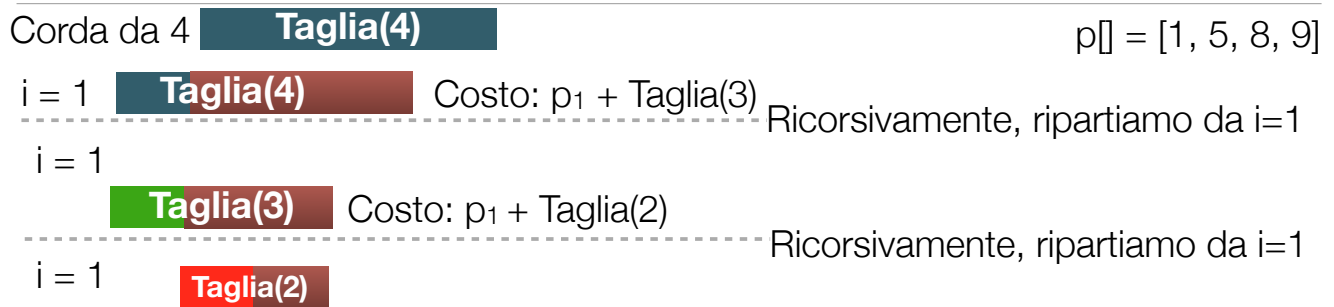 Corda da 4 Taglia(4) p[] = [1, 5, 8, 9]
i = 1 Taglia(4) Costo: p₁ + Taglia(3)
Ricorsivamente, ripartiamo da i=1
i = 1
Taglia(3) Costo: p₁ + Taglia(2)
Ricorsivamente, ripartiamo da i=1
i = 1 Taglia(2)